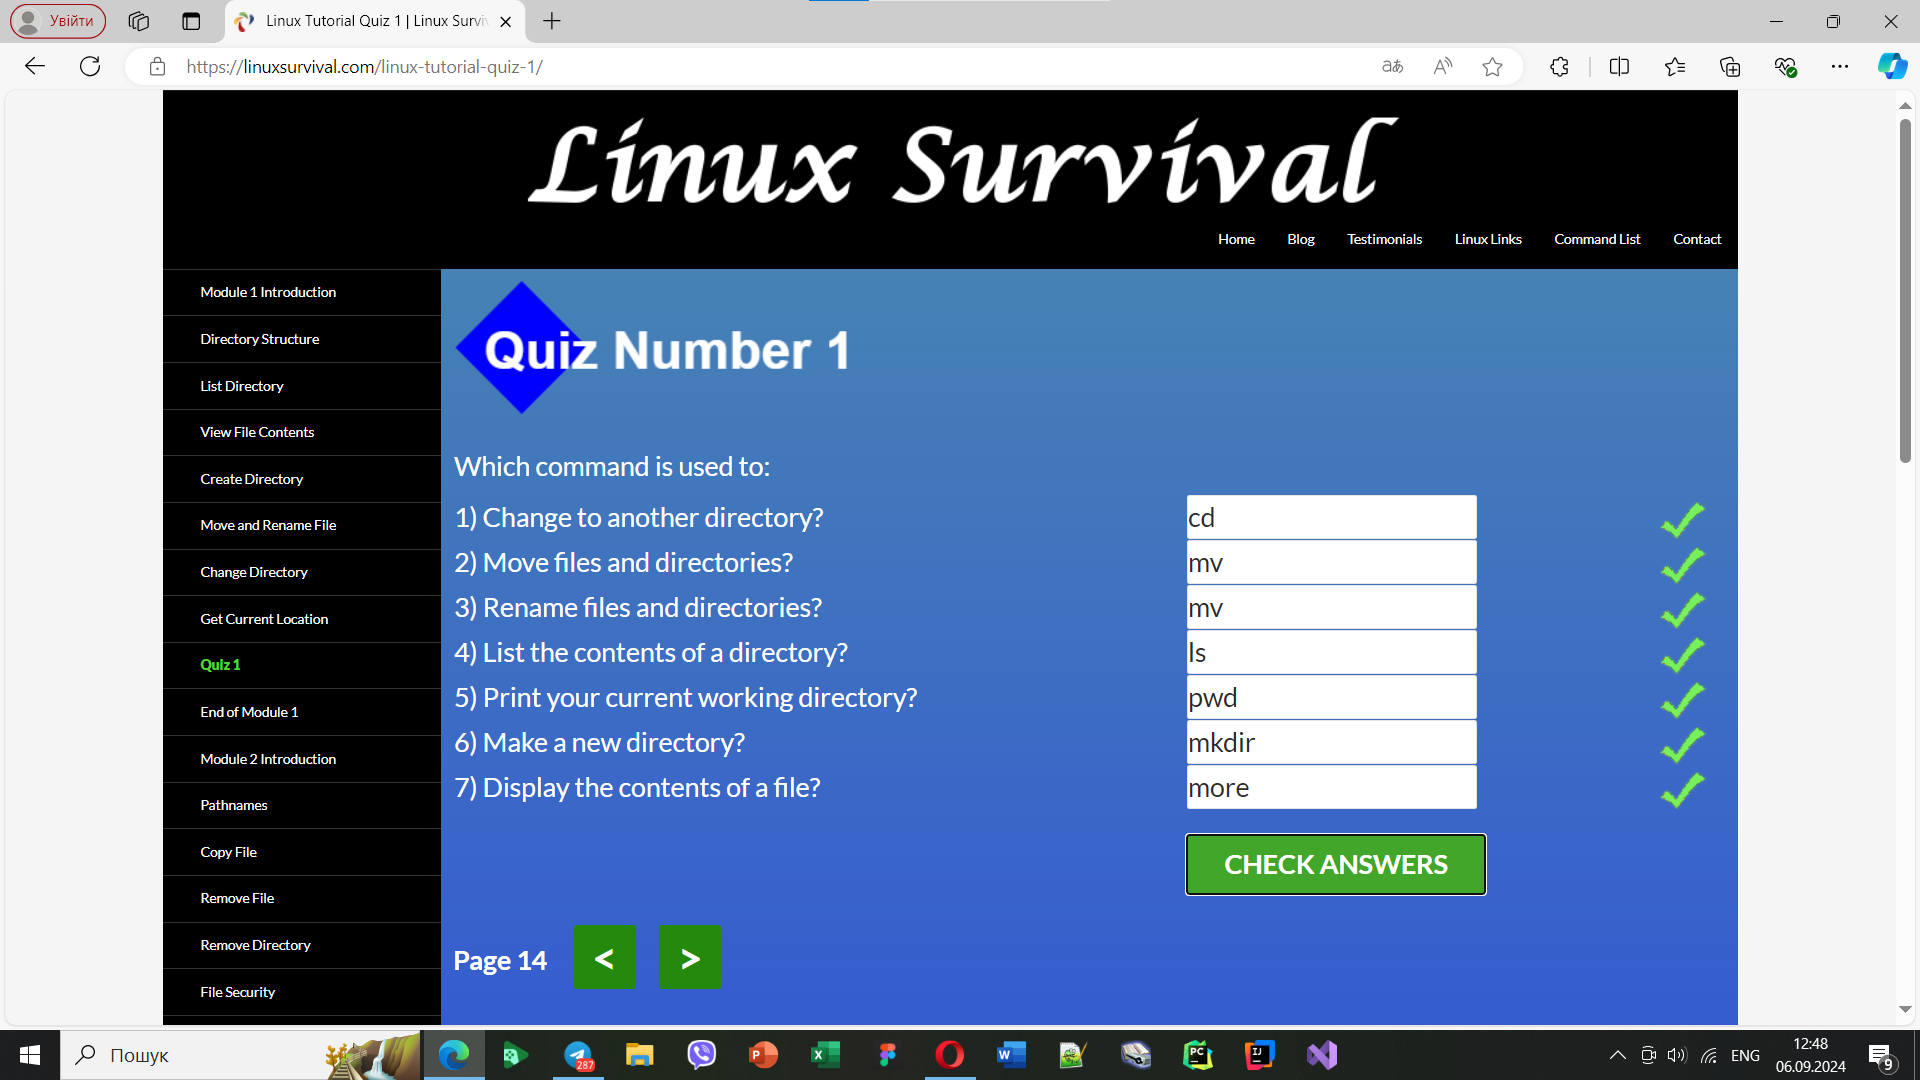 Увійти
Linux Tutorial Quiz 1 | Linux Surviv
https://linuxsurvival.com/linux-tutorial-quiz-1/
Linux Survival
Home Blog Testimonials Linux Links Command List Contact
Module 1 Introduction
Directory Structure
List Directory
View File Contents
Create Directory
Move and Rename File
Change Directory
Get Current Location
Quiz 1
End of Module 1
Module 2 Introduction
Pathnames
Copy File
Remove File
Remove Directory
File Security
Quiz Number 1
Which command is used to:
1) Change to another directory? cd
2) Move files and directories? mv
3) Rename files and directories? mv
4) List the contents of a directory? ls
5) Print your current working directory? pwd
6) Make a new directory? mkdir
7) Display the contents of a file? more
CHECK ANSWERS
Page 14 < >
Пошук
287
ENG
12:48
06.09.2024
9